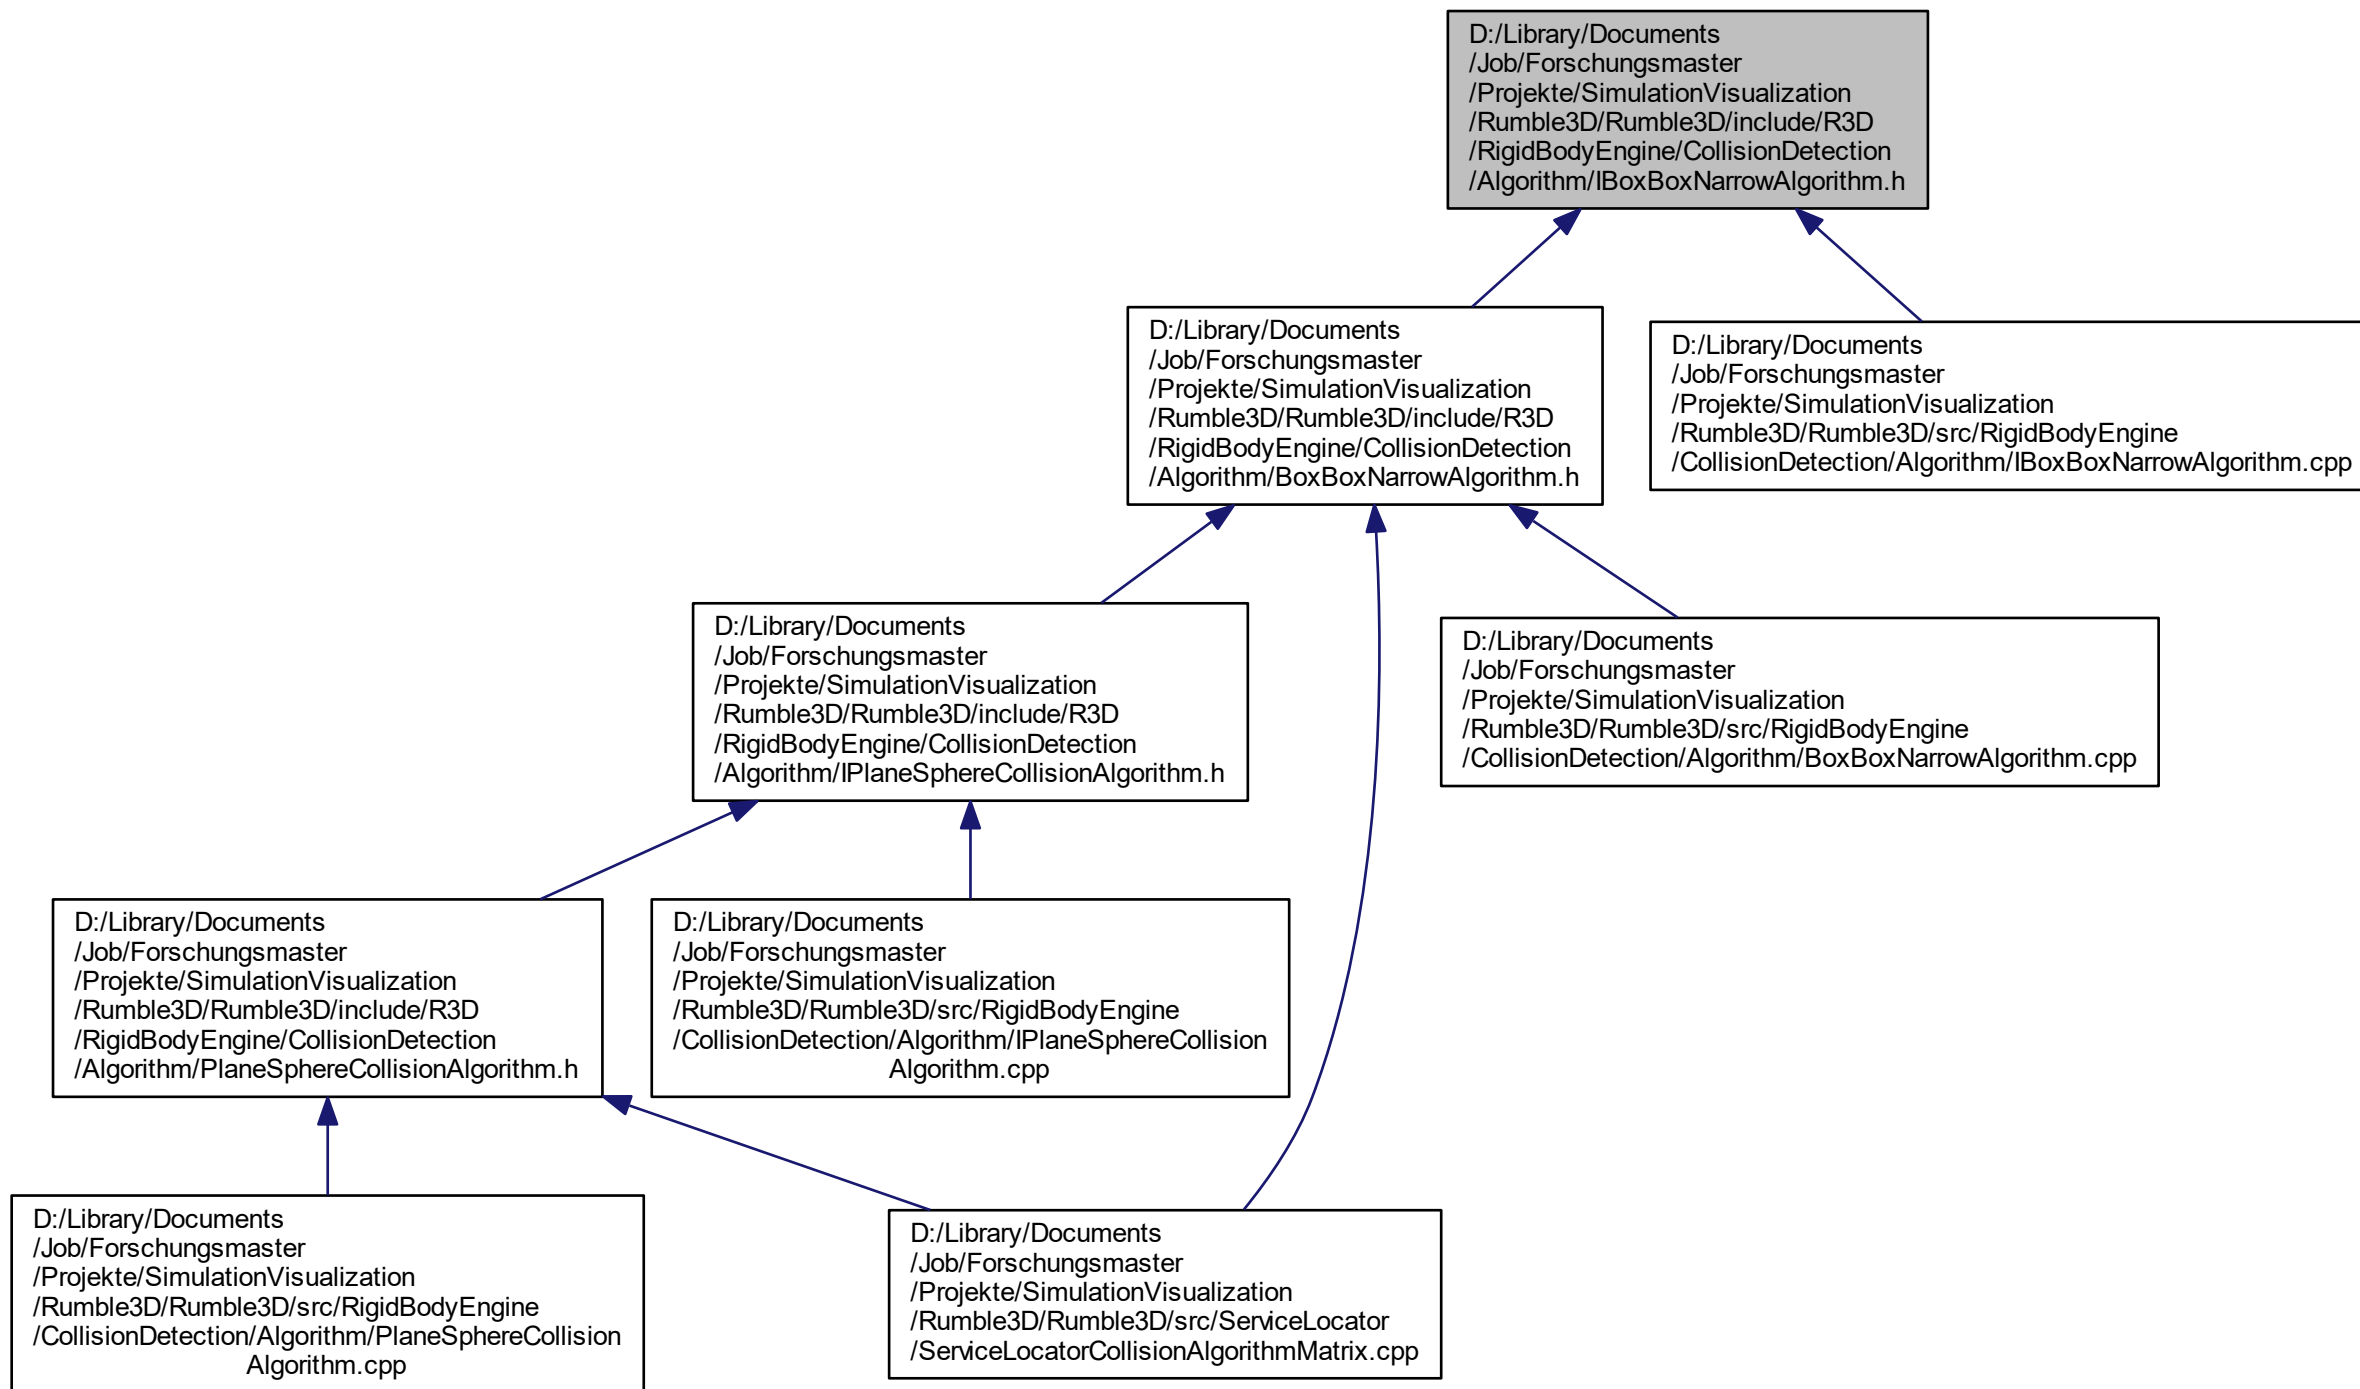 D:/Library/Documents
/Job/Forschungsmaster
/Projekte/SimulationVisualization
/Rumble3D/Rumble3D/include/R3D
/RigidBodyEngine/CollisionDetection
/Algorithm/IBoxBoxNarrowAlgorithm.h
D:/Library/Documents
/Job/Forschungsmaster
/Projekte/SimulationVisualization
/Rumble3D/Rumble3D/include/R3D
/RigidBodyEngine/CollisionDetection
/Algorithm/BoxBoxNarrowAlgorithm.h
D:/Library/Documents
/Job/Forschungsmaster
/Projekte/SimulationVisualization
/Rumble3D/Rumble3D/src/RigidBodyEngine
/CollisionDetection/Algorithm/IBoxBoxNarrowAlgorithm.cpp
D:/Library/Documents
/Job/Forschungsmaster
/Projekte/SimulationVisualization
/Rumble3D/Rumble3D/include/R3D
/RigidBodyEngine/CollisionDetection
/Algorithm/IPlaneSphereCollisionAlgorithm.h
D:/Library/Documents
/Job/Forschungsmaster
/Projekte/SimulationVisualization
/Rumble3D/Rumble3D/src/RigidBodyEngine
/CollisionDetection/Algorithm/BoxBoxNarrowAlgorithm.cpp
D:/Library/Documents
/Job/Forschungsmaster
/Projekte/SimulationVisualization
/Rumble3D/Rumble3D/include/R3D
/RigidBodyEngine/CollisionDetection
/Algorithm/PlaneSphereCollisionAlgorithm.h
D:/Library/Documents
/Job/Forschungsmaster
/Projekte/SimulationVisualization
/Rumble3D/Rumble3D/src/RigidBodyEngine
/CollisionDetection/Algorithm/IPlaneSphereCollision
Algorithm.cpp
D:/Library/Documents
/Job/Forschungsmaster
/Projekte/SimulationVisualization
/Rumble3D/Rumble3D/src/RigidBodyEngine
/CollisionDetection/Algorithm/PlaneSphereCollision
Algorithm.cpp
D:/Library/Documents
/Job/Forschungsmaster
/Projekte/SimulationVisualization
/Rumble3D/Rumble3D/src/ServiceLocator
/ServiceLocatorCollisionAlgorithmMatrix.cpp